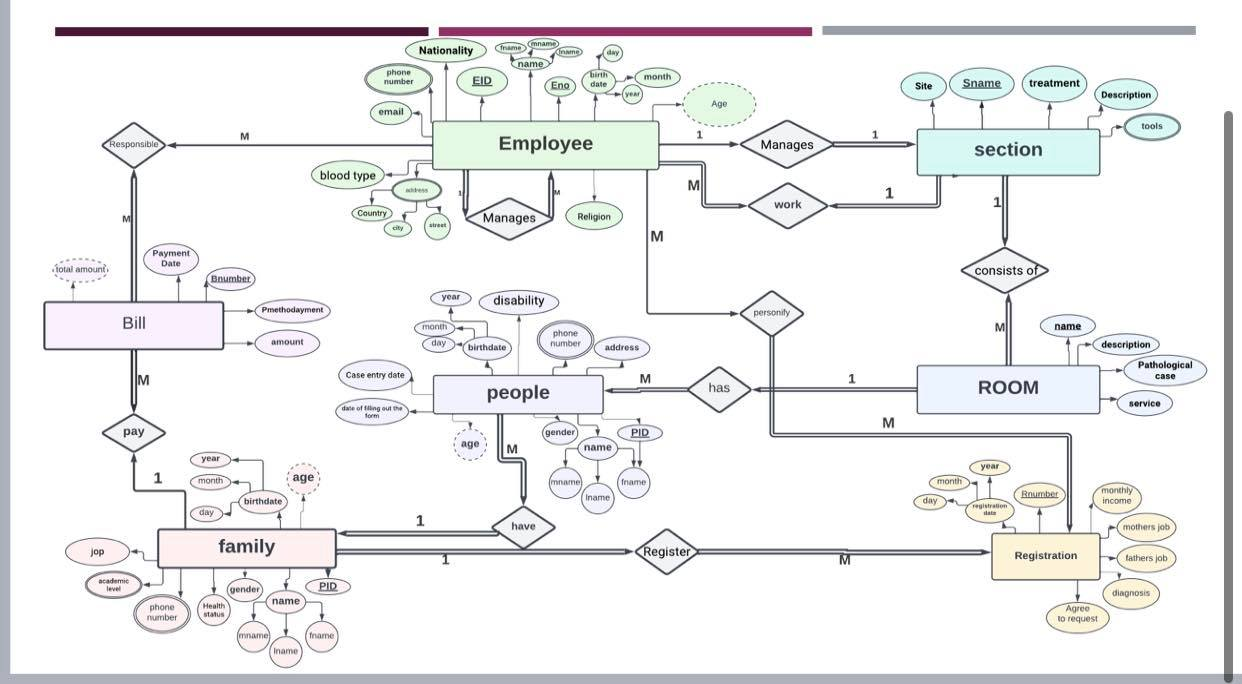 Nationality
fname
mname
lname
name
day
phone
number
EID
Eno
birth
date
month
year
email
Age
Site
Sname
treatment
Description
tools
Responsible
M
Employee
1
Manages
1
section
blood type
address
Country
city
street
1
Manages
M
Religion
M
work
1
1
M
M
consists of
total amount
Payment
Date
Bnumber
Pmethodayment
amount
Bill
year
month
day
birthdate
disability
phone
number
address
personify
M
name
description
Pathological
case
service
Case entry date
date of filling out the
form
people
M
has
1
ROOM
M
pay
1
age
M
gender
name
PID
mname
lname
fname
M
year
month
day
birthdate
age
1
have
year
month
day
registration
date
Rnumber
monthly
income
mothers job
fathers job
diagnosis
Agree
to request
jop
family
1
Register
M
Registration
academic
level
phone
number
Health
status
gender
name
PID
mname
lname
fname